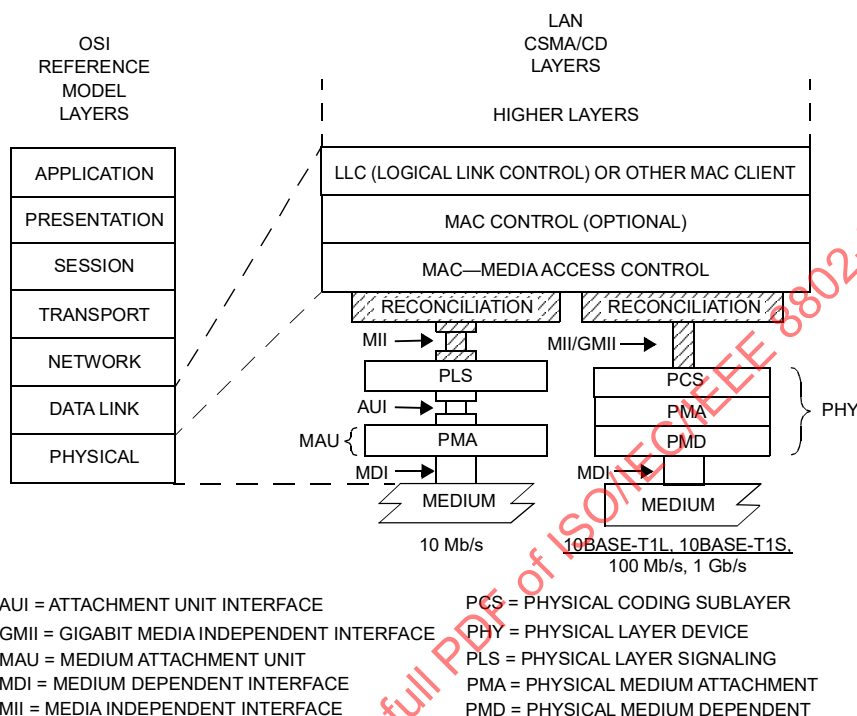 OSI
REFERENCE
MODEL
LAYERS
LAN
CSMA/CD
LAYERS
HIGHER LAYERS
APPLICATION
PRESENTATION
SESSION
TRANSPORT
NETWORK
DATA LINK
PHYSICAL
LLC (LOGICAL LINK CONTROL) OR OTHER MAC CLIENT
MAC CONTROL (OPTIONAL)
MAC—MEDIA ACCESS CONTROL
RECONCILIATION
MII
PLS
AUI
MAU
PMA
MDI
MEDIUM
10 Mb/s
RECONCILIATION
MII/GMII
PCS
PMA
PMD
PHY
MDI
MEDIUM
10BASE-T1L, 10BASE-T1S,
100 Mb/s, 1 Gb/s
AUI = ATTACHMENT UNIT INTERFACE
GMII = GIGABIT MEDIA INDEPENDENT INTERFACE
MAU = MEDIUM ATTACHMENT UNIT
MDI = MEDIUM DEPENDENT INTERFACE
MII = MEDIA INDEPENDENT INTERFACE
PCS = PHYSICAL CODING SUBLAYER
PHY = PHYSICAL LAYER DEVICE
PLS = PHYSICAL LAYER SIGNALING
PMA = PHYSICAL MEDIUM ATTACHMENT
PMD = PHYSICAL MEDIUM DEPENDENT
full PDF of ISO/IEC/IEEE 8802.